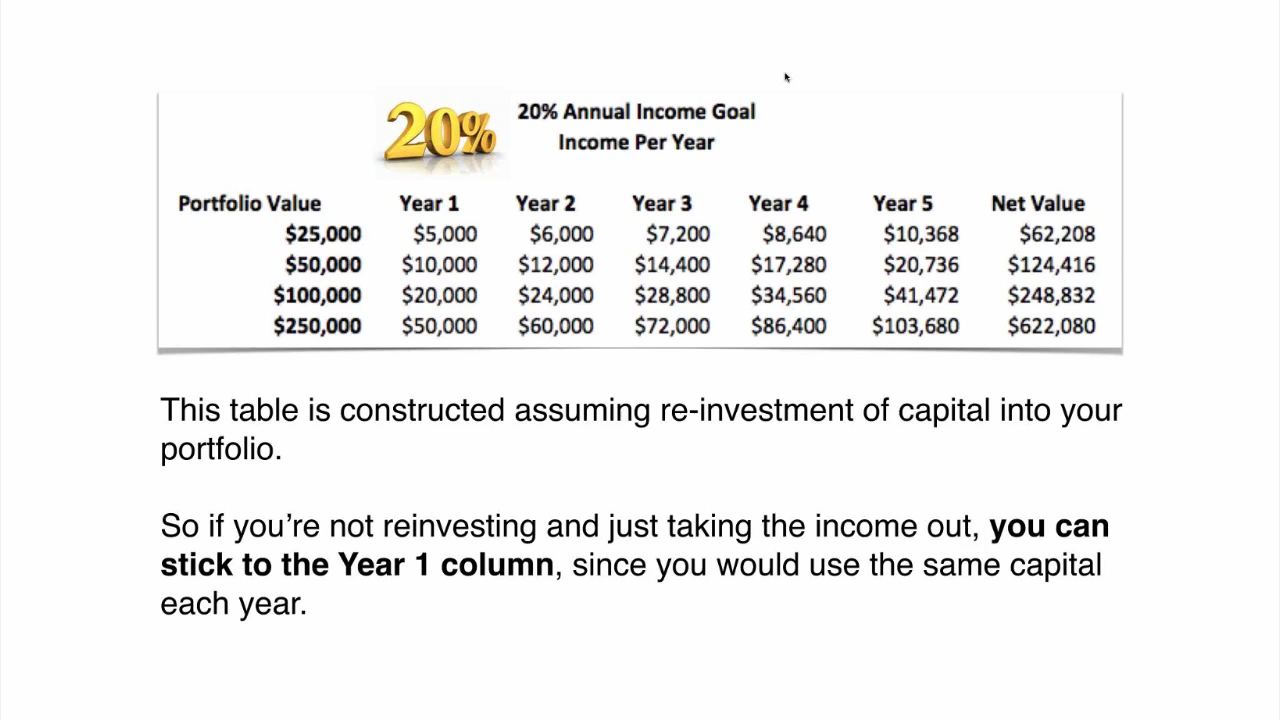 20% 20% Annual Income Goal
Income Per Year
Portfolio Value Year 1 Year 2 Year 3 Year 4 Year 5 Net Value
$25,000 $5,000 $6,000 $7,200 $8,640 $10,368 $62,208
$50,000 $10,000 $12,000 $14,400 $17,280 $20,736 $124,416
$100,000 $20,000 $24,000 $28,800 $34,560 $41,472 $248,832
$250,000 $50,000 $60,000 $72,000 $86,400 $103,680 $622,080
This table is constructed assuming re-investment of capital into your
portfolio.
So if you’re not reinvesting and just taking the income out, you can
stick to the Year 1 column, since you would use the same capital
each year.